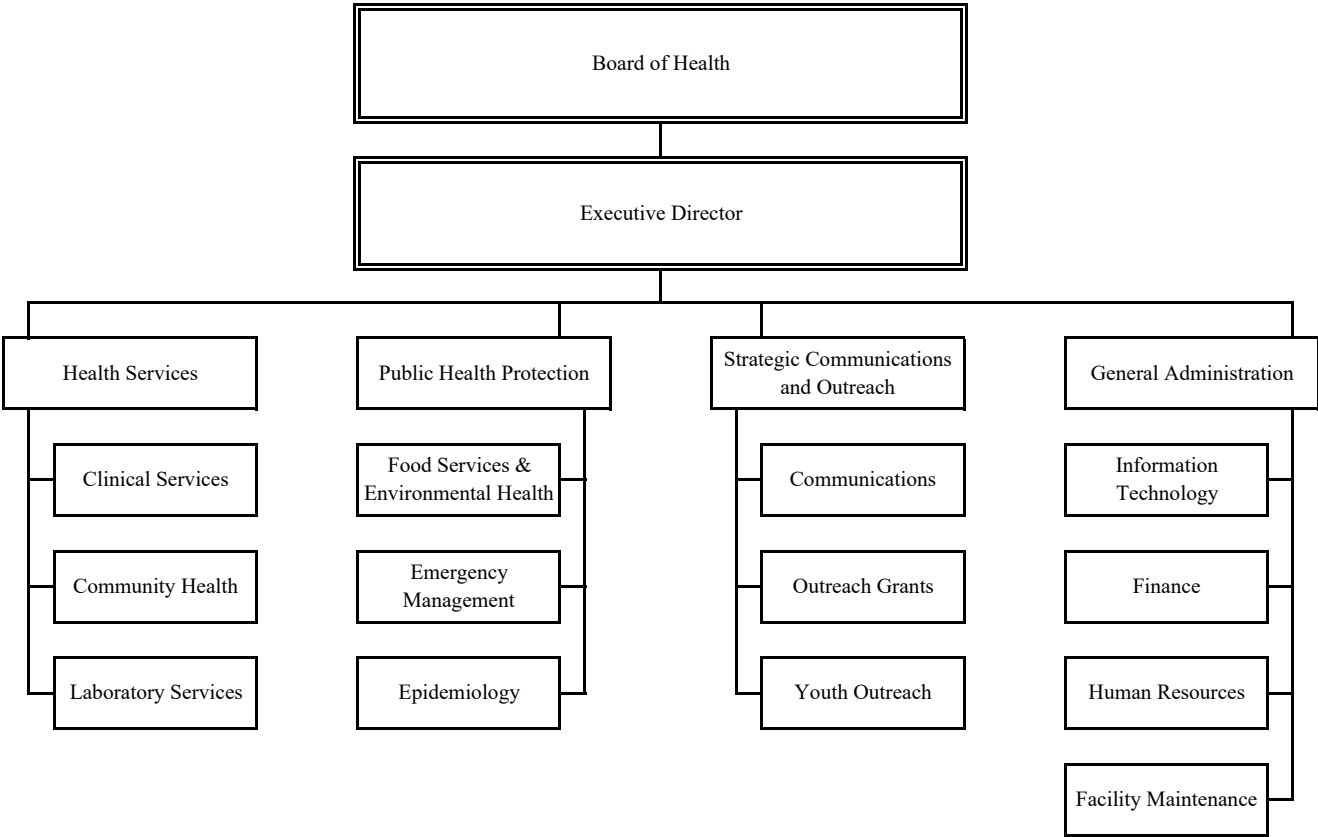 Board of Health
Executive Director
Health Services
Public Health Protection
Strategic Communications
and Outreach
General Administration
Clinical Services
Food Services &
Environmental Health
Communications
Information
Technology
Community Health
Emergency
Management
Outreach Grants
Finance
Laboratory Services
Epidemiology
Youth Outreach
Human Resources
Facility Maintenance